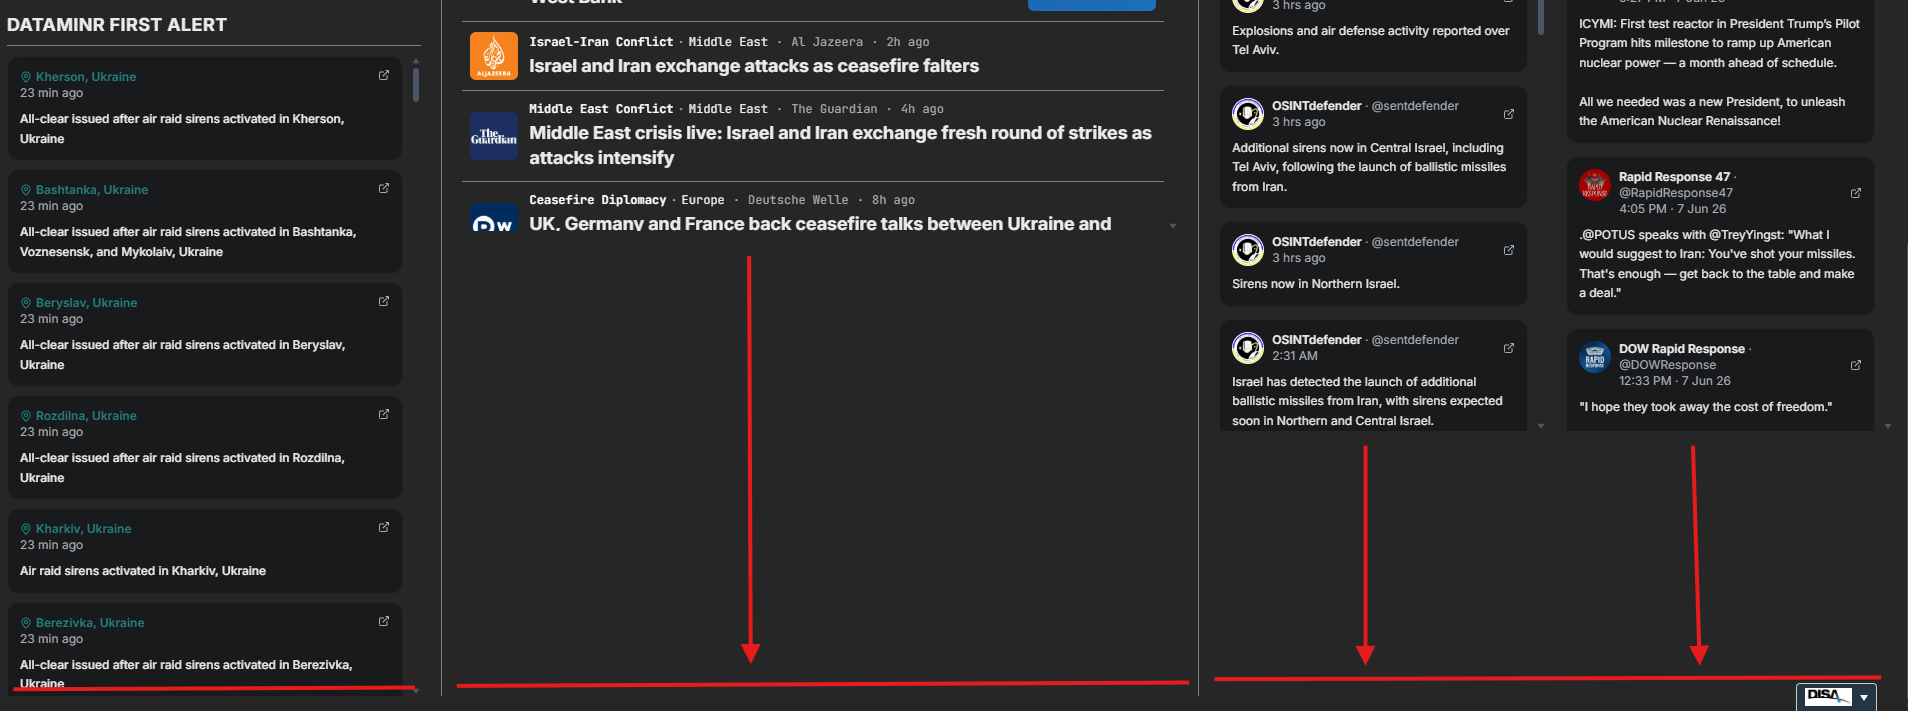 DATAMINR FIRST ALERT
Kherson, Ukraine
23 min ago
All-clear issued after air raid sirens activated in Kherson,
Ukraine
Bashtanka, Ukraine
23 min ago
All-clear issued after air raid sirens activated in Bashtanka,
Voznesensk, and Mykolaiv, Ukraine
Beryslav, Ukraine
23 min ago
All-clear issued after air raid sirens activated in Beryslav,
Ukraine
Rozdilna, Ukraine
23 min ago
All-clear issued after air raid sirens activated in Rozdilna,
Ukraine
Kharkiv, Ukraine
23 min ago
Air raid sirens activated in Kharkiv, Ukraine
Berezivka, Ukraine
23 min ago
All-clear issued after air raid sirens activated in Berezivka,
Ukraine
West Bank
ALJAZEERA
Israel-Iran Conflict · Middle East · Al Jazeera · 2h ago
Israel and Iran exchange attacks as ceasefire falters
The Guardian
Middle East Conflict · Middle East · The Guardian · 4h ago
Middle East crisis live: Israel and Iran exchange fresh round of strikes as
attacks intensify
DW
Ceasefire Diplomacy · Europe · Deutsche Welle · 8h ago
UK, Germany and France back ceasefire talks between Ukraine and
3 hrs ago
Explosions and air defense activity reported over
Tel Aviv.
OSINTdefender · @sentdefender
3 hrs ago
Additional sirens now in Central Israel, including
Tel Aviv, following the launch of ballistic missiles
from Iran.
OSINTdefender · @sentdefender
3 hrs ago
Sirens now in Northern Israel.
OSINTdefender · @sentdefender
2:31 AM
Israel has detected the launch of additional
ballistic missiles from Iran, with sirens expected
soon in Northern and Central Israel.
7 Jun 26
ICYMI: First test reactor in President Trump's Pilot
Program hits milestone to ramp up American
nuclear power — a month ahead of schedule.
All we needed was a new President, to unleash
the American Nuclear Renaissance!
RAPID
RESPONSE
Rapid Response 47 ·
@RapidResponse47
4:05 PM · 7 Jun 26
.@POTUS speaks with @TreyYingst: "What I
would suggest to Iran: You've shot your missiles.
That's enough — get back to the table and make
a deal."
RAPID
RESPONSE
DOW Rapid Response ·
@DOWResponse
12:33 PM · 7 Jun 26
"I hope they took away the cost of freedom."
DISA